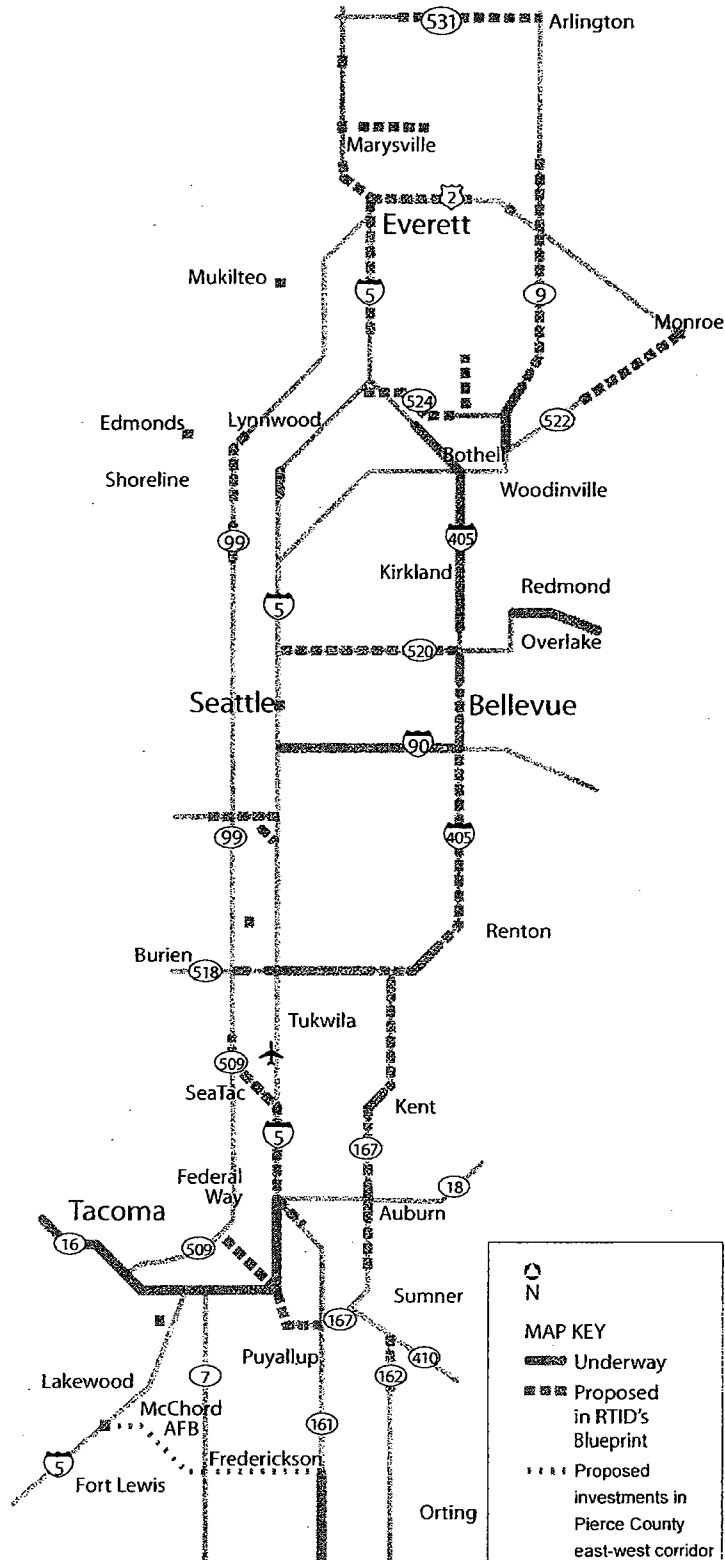 531 Arlington
Marysville
2
Everett
Mukilteo
5
9
Monroe
524
Edmonds
Lynnwood
522
Bothell
Shoreline
Woodinville
99
405
Kirkland
Redmond
5
Overlake
520
Seattle
Bellevue
90
99
405
Renton
Burien
518
Tukwila
509
SeaTac
Kent
5
167
Federal
Way
18
Auburn
Tacoma
16
509
Sumner
167
410
Puyallup
162
7
Lakewood
McChord
AFB
161
5
Fort Lewis
Frederickson
Orting
N
MAP KEY
Underway
Proposed
in RTID's
Blueprint
Proposed
investments in
Pierce County
east-west corridor